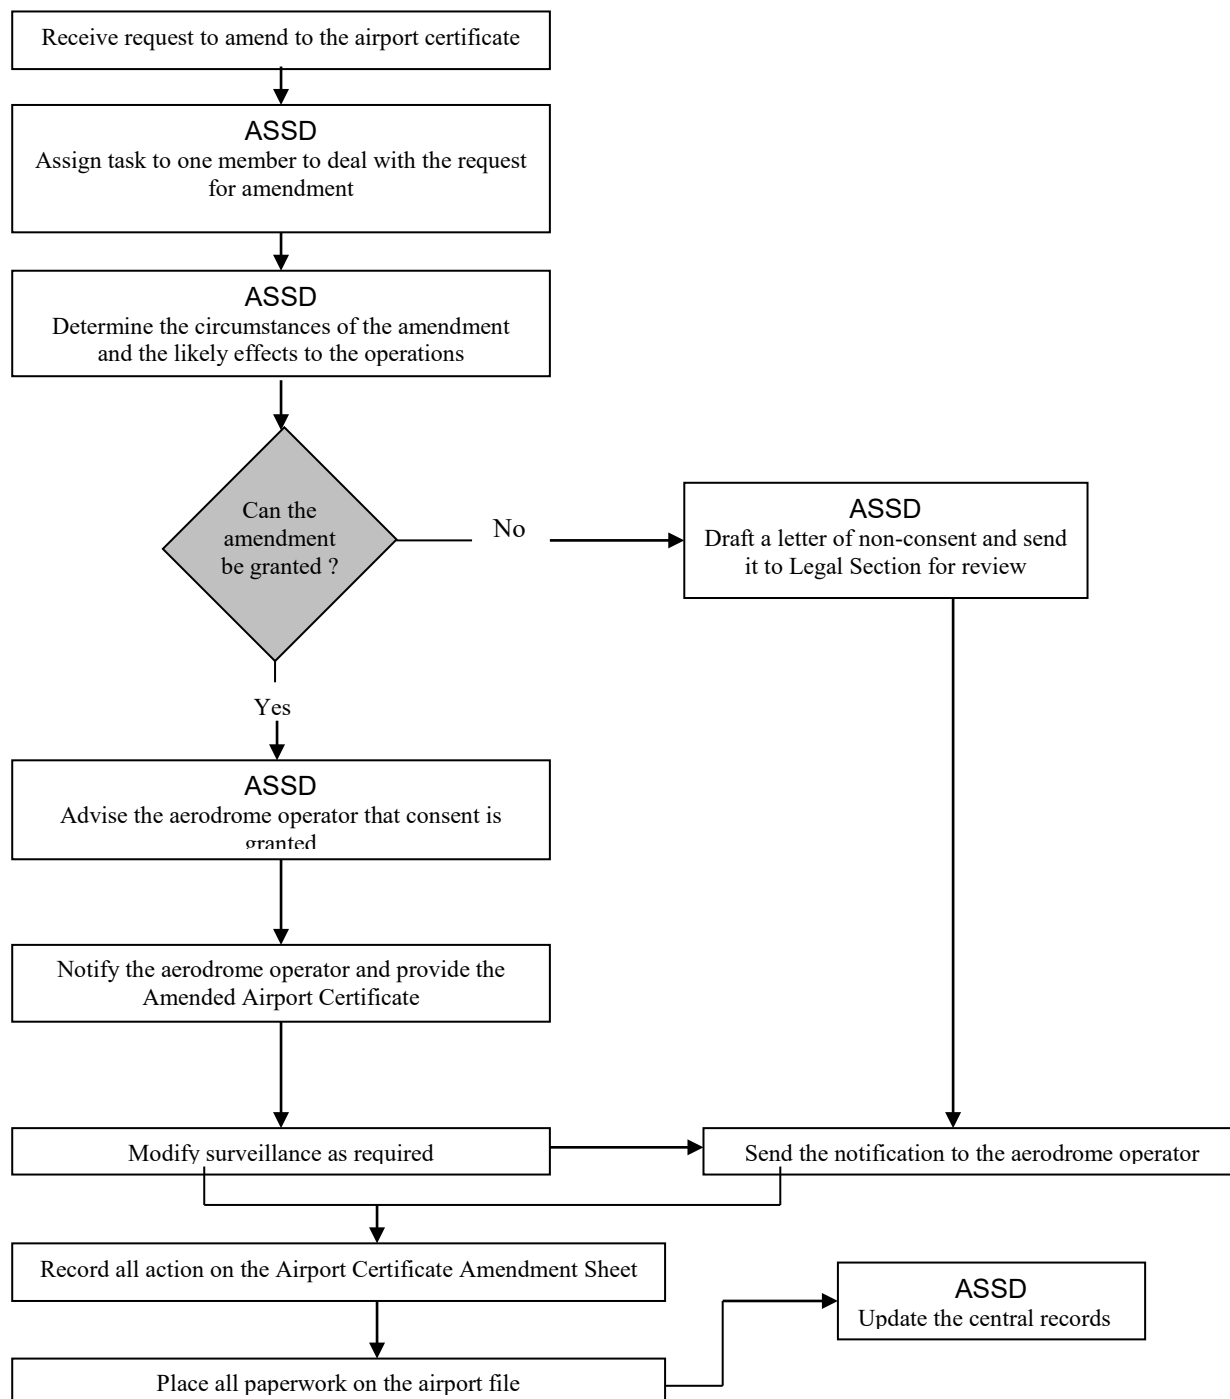 Receive request to amend to the airport certificate
ASSD
Assign task to one member to deal with the request
for amendment
ASSD
Determine the circumstances of the amendment
and the likely effects to the operations
Can the
amendment
be granted ?
No
ASSD
Draft a letter of non-consent and send
it to Legal Section for review
Yes
ASSD
Advise the aerodrome operator that consent is
granted
Notify the aerodrome operator and provide the
Amended Airport Certificate
Modify surveillance as required
Send the notification to the aerodrome operator
Record all action on the Airport Certificate Amendment Sheet
ASSD
Update the central records
Place all paperwork on the airport file